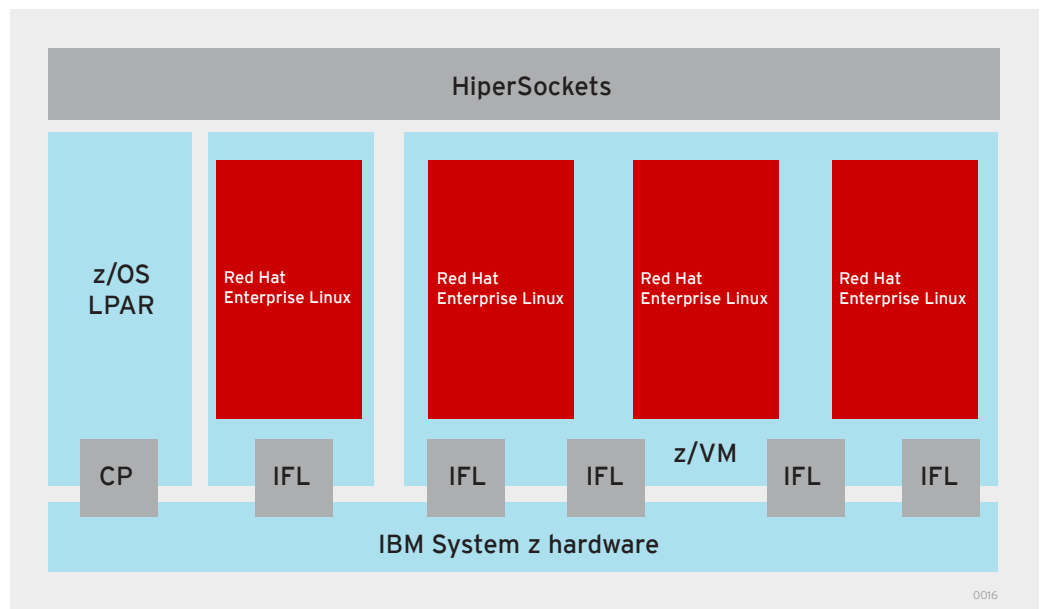 HiperSockets
z/OS
LPAR
Red Hat
Enterprise Linux
Red Hat
Enterprise Linux
Red Hat
Enterprise Linux
Red Hat
Enterprise Linux
z/VM
CP
IFL
IFL
IFL
IFL
IFL
IBM System z hardware
0016